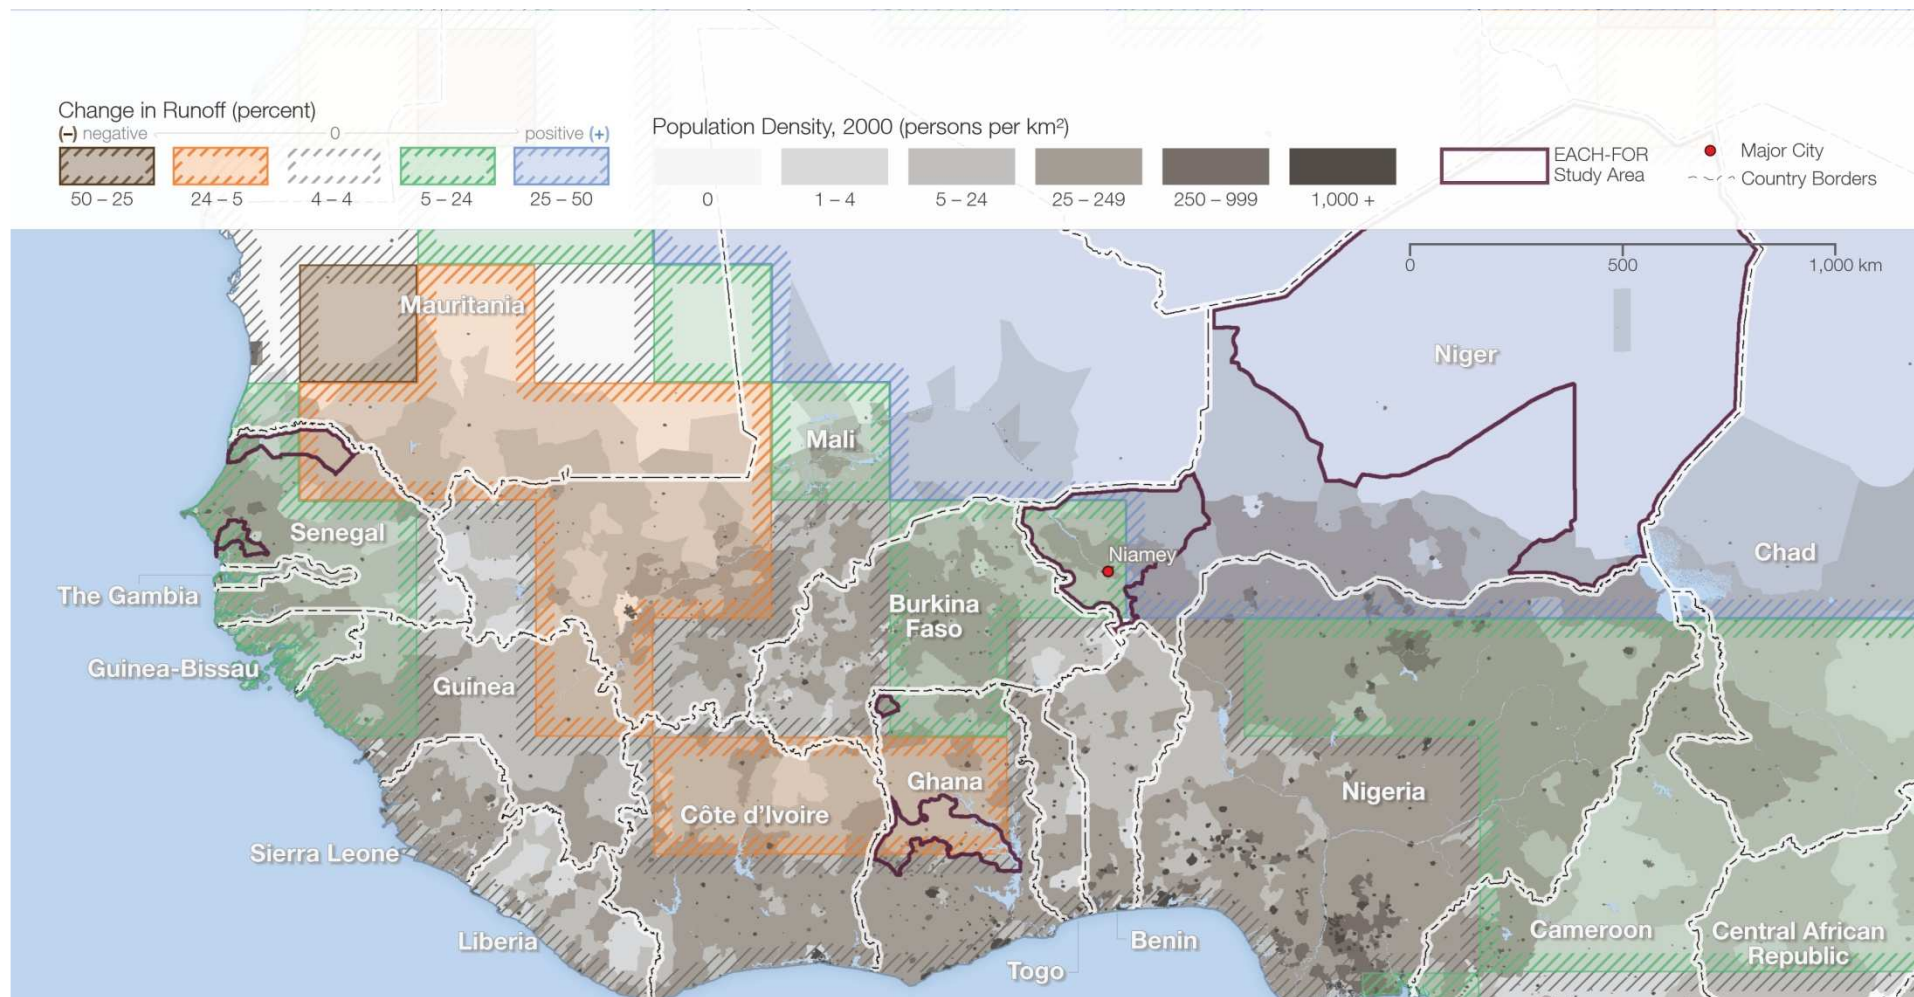 Change in Runoff (percent)
(–) negative 0 positive (+)
50 – 25 24 – 5 4 – 4 5 – 24 25 – 50
Population Density, 2000 (persons per km²)
0 1 – 4 5 – 24 25 – 249 250 – 999 1,000 +
EACH-FOR
Study Area
Major City
Country Borders
0 500 1,000 km
Mauritania
Niger
Mali
Senegal
Chad
Niamey
The Gambia
Burkina
Faso
Guinea-Bissau
Guinea
Ghana
Nigeria
Côte d’Ivoire
Sierra Leone
Liberia
Benin
Togo
Cameroon
Central African
Republic